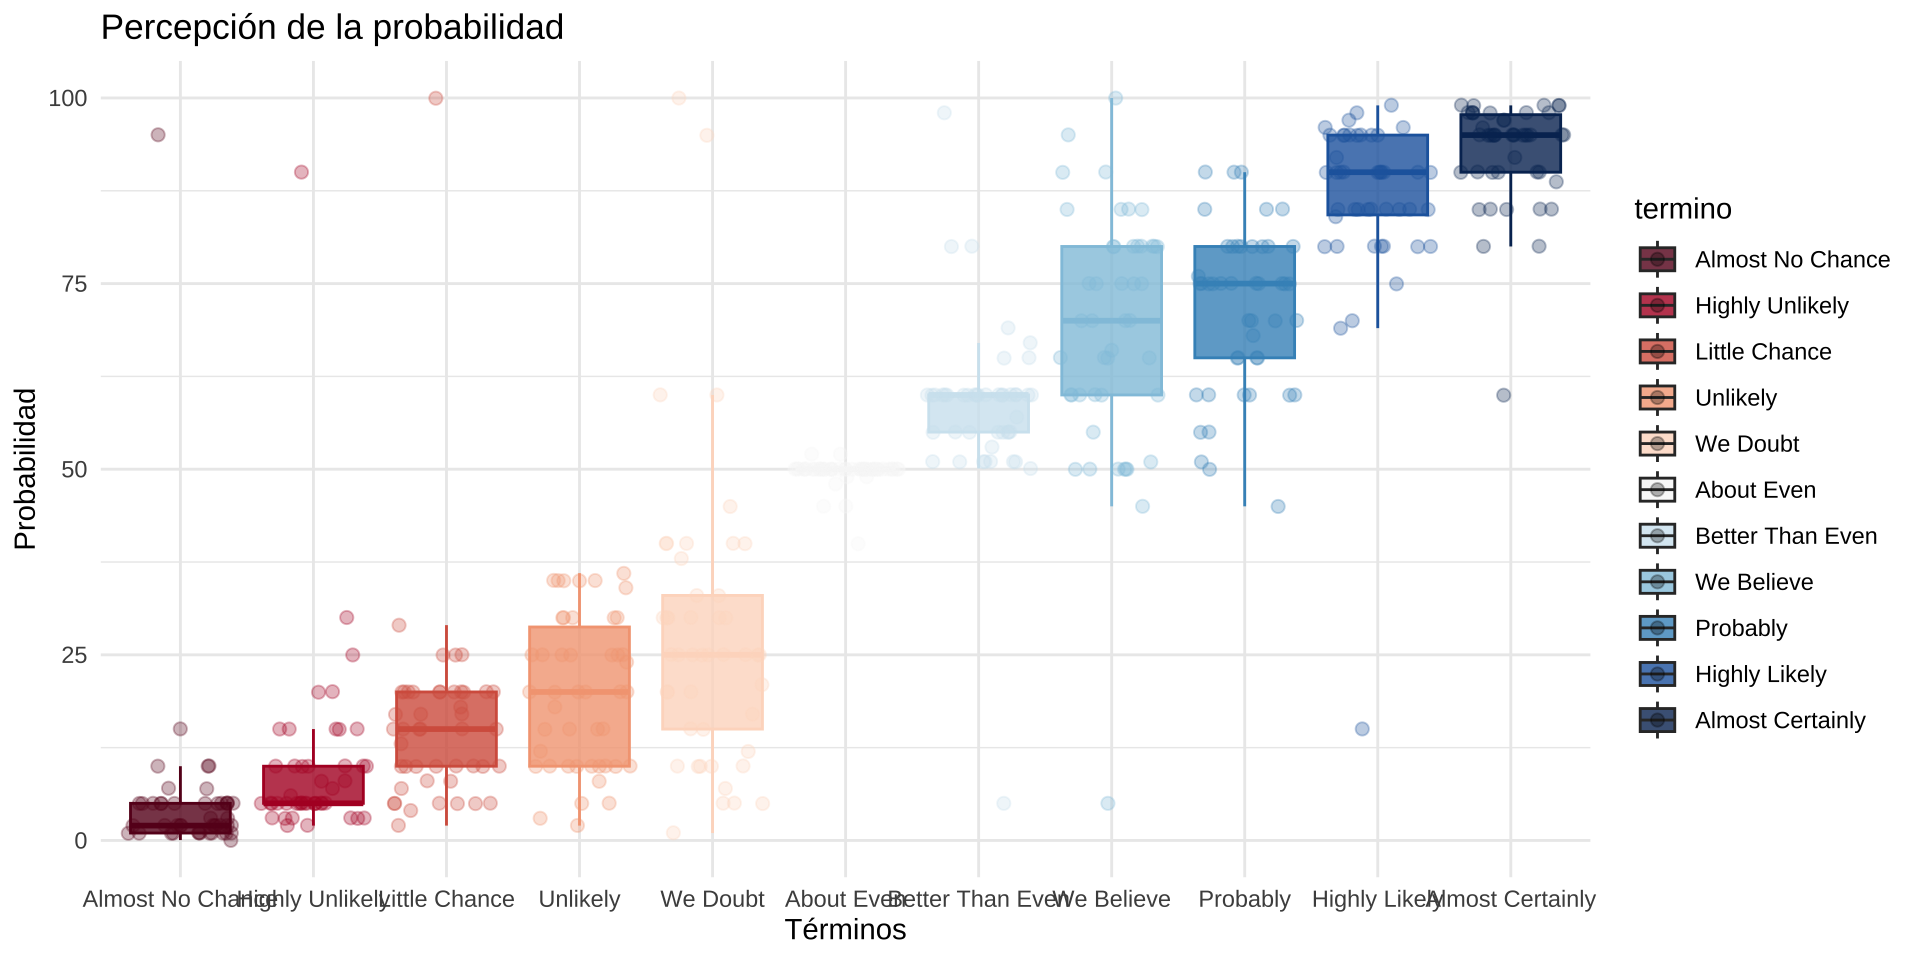 Percepción de la probabilidad
Probabilidad
100
75
50
25
0
Almost No Chance
Highly Unlikely
Little Chance
Unlikely
We Doubt
About Even
Better Than Even
We Believe
Probably
Highly Likely
Almost Certainly
Términos
termino
Almost No Chance
Highly Unlikely
Little Chance
Unlikely
We Doubt
About Even
Better Than Even
We Believe
Probably
Highly Likely
Almost Certainly